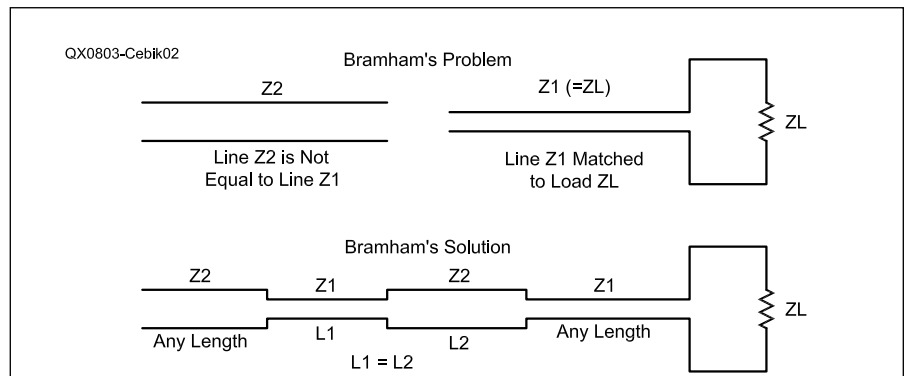 QX0803-Cebik02
Bramham's Problem
Z2
Z1 (=ZL)
ZL
Line Z2 is Not
Equal to Line Z1
Line Z1 Matched
to Load ZL
Bramham's Solution
Z2
Z1
Z2
Z1
ZL
Any Length
L1
L2
Any Length
L1 = L2